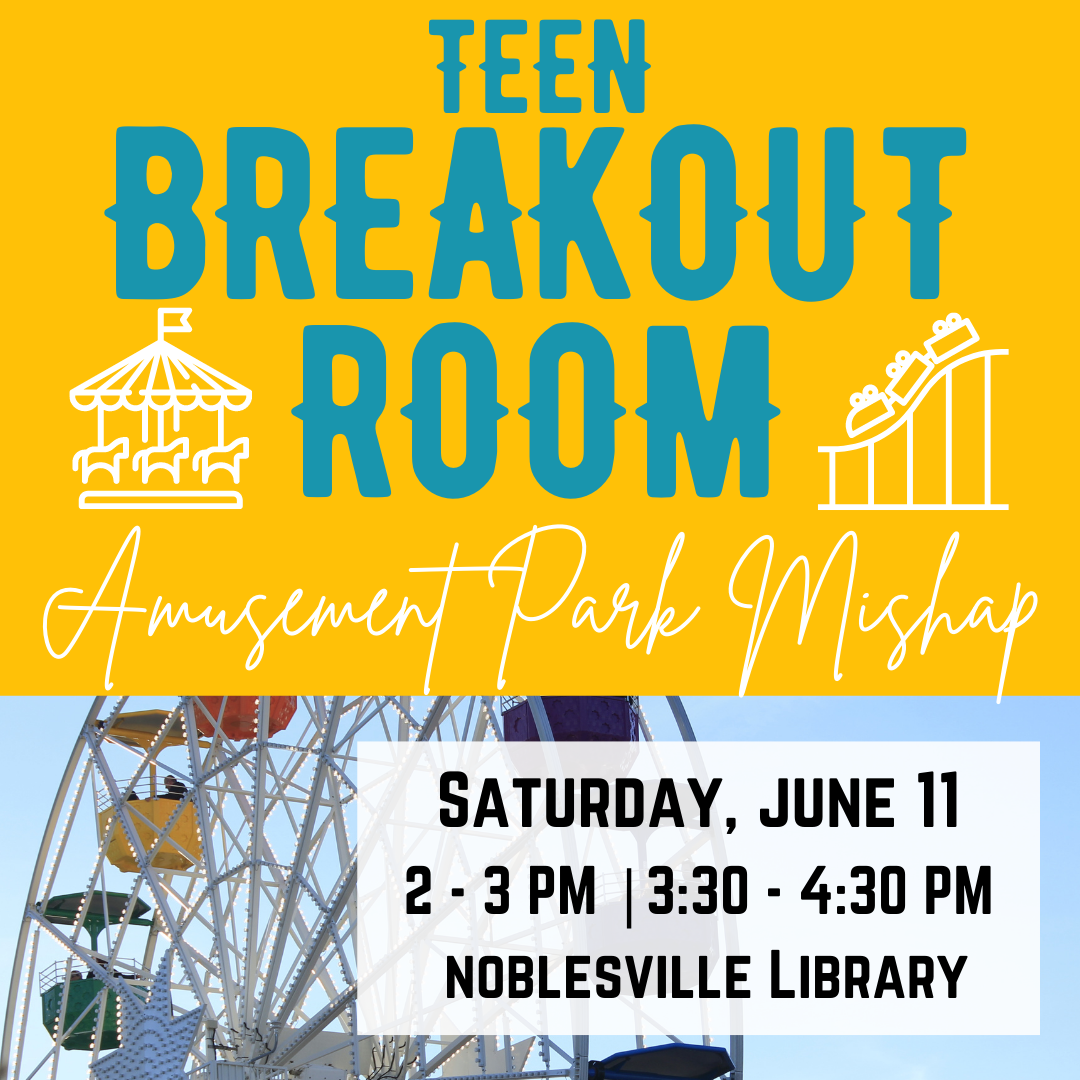 TEEN
BREAKOUT
ROOM
Amusement Park Mishap
SATURDAY, JUNE 11
2 - 3 PM | 3:30 - 4:30 PM
NOBLESVILLE LIBRARY